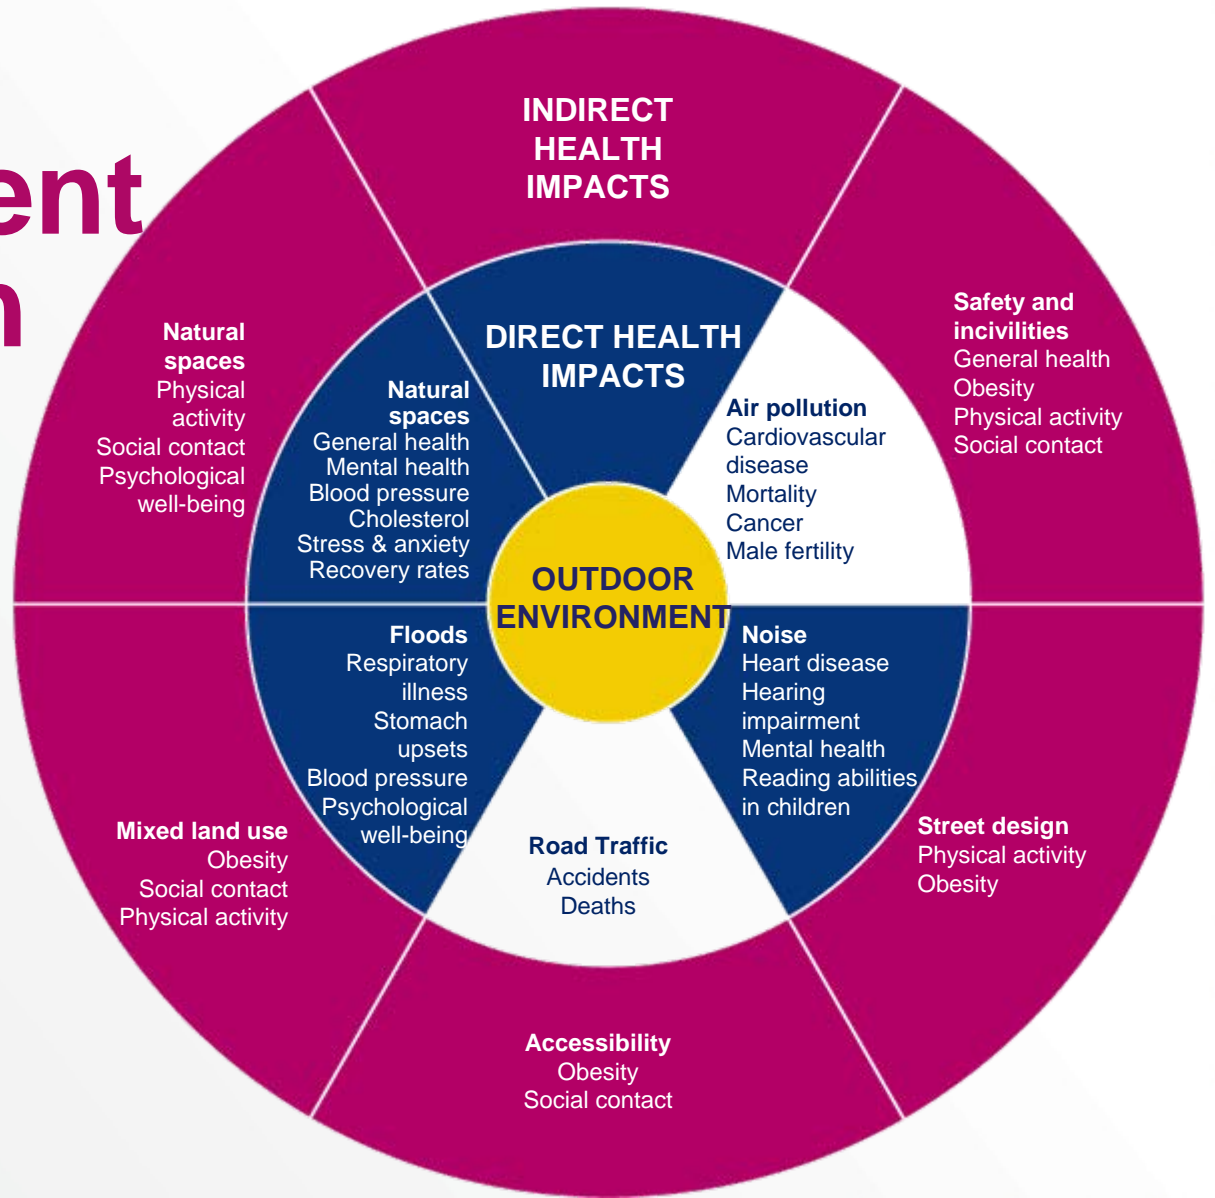 ent
INDIRECT
HEALTH
IMPACTS
DIRECT HEALTH
IMPACTS
Safety and
incivilities
General health
Obesity
Physical activity
Social contact
Natural
spaces
Physical
activity
Social contact
Psychological
well-being
Natural
spaces
General health
Mental health
Blood pressure
Cholesterol
Stress & anxiety
Recovery rates
Air pollution
Cardiovascular
disease
Mortality
Cancer
Male fertility
OUTDOOR
ENVIRONMENT
Floods
Respiratory
illness
Stomach
upsets
Blood pressure
Psychological
well-being
Noise
Heart disease
Hearing
impairment
Mental health
Reading abilities
in children
Mixed land use
Obesity
Social contact
Physical activity
Road Traffic
Accidents
Deaths
Street design
Physical activity
Obesity
Accessibility
Obesity
Social contact